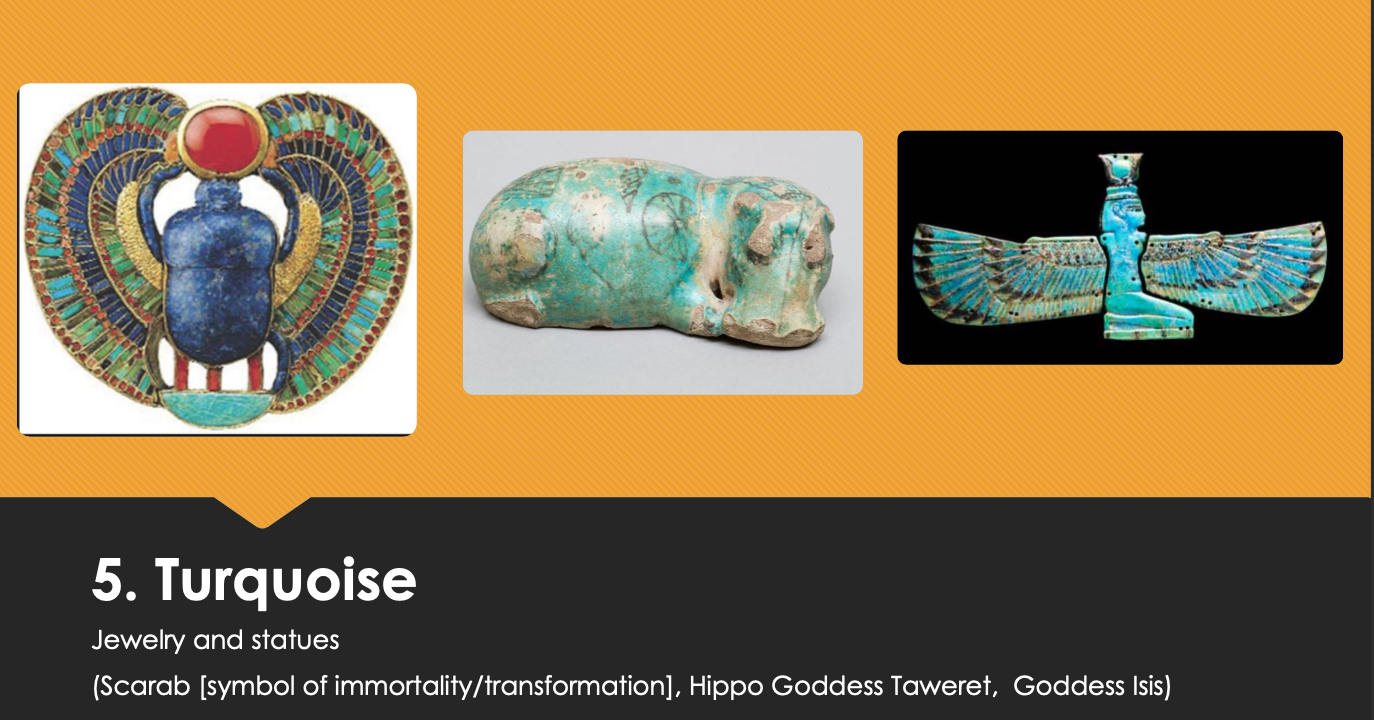 5. Turquoise
Jewelry and statues
(Scarab [symbol of immortality/transformation], Hippo Goddess Taweret,  Goddess Isis)